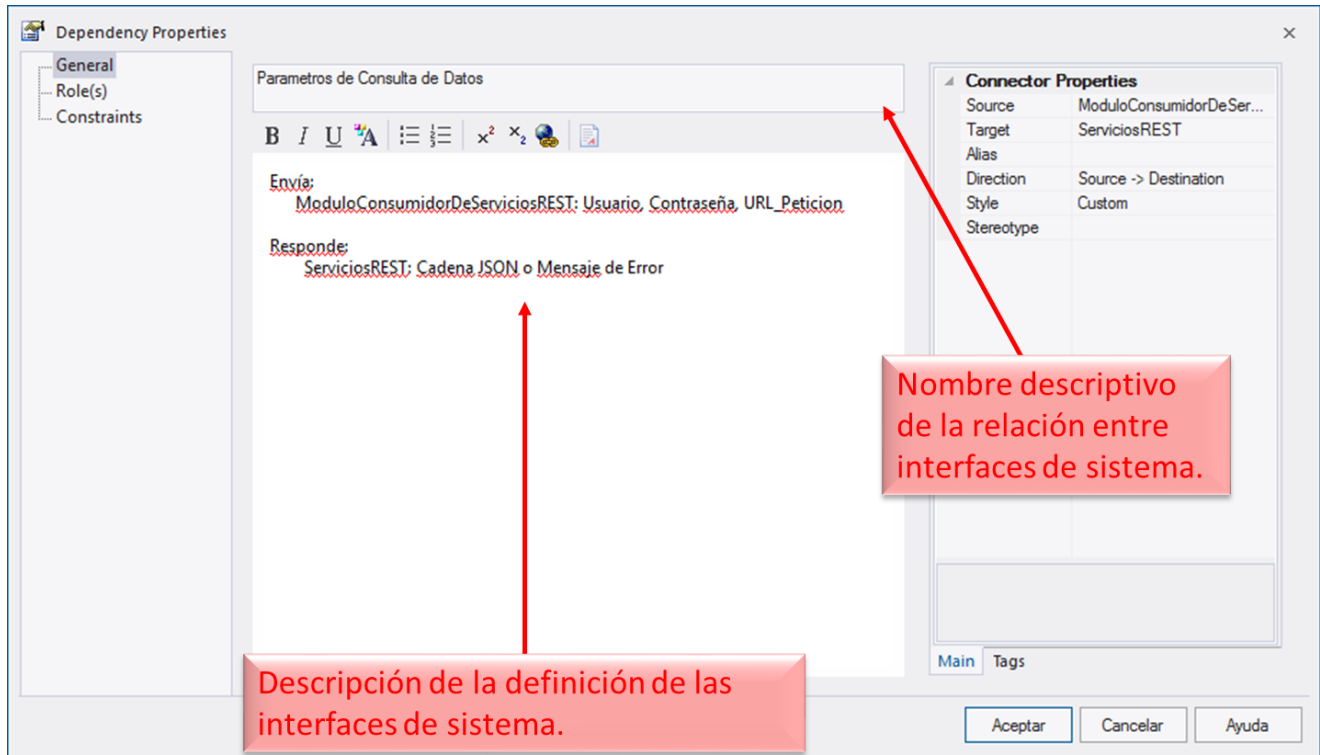 Dependency Properties
General
Role(s)
Constraints
Parametros de Consulta de Datos
B I U A x² x₂
Envía:
ModuloConsumidorDeServiciosREST: Usuario, Contraseña, URL_Peticion
Responde:
ServiciosREST: Cadena JSON o Mensaje de Error
Connector Properties
Source ModuloConsumidorDeSer...
Target ServiciosREST
Alias
Direction Source -> Destination
Style Custom
Stereotype
Nombre descriptivo
de la relación entre
interfaces de sistema.
Main Tags
Descripción de la definición de las
interfaces de sistema.
Aceptar Cancelar Ayuda